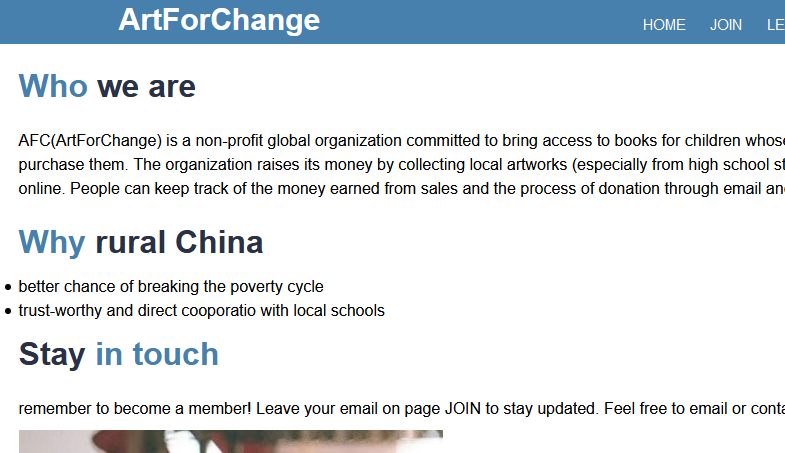 ArtForChange
HOME JOIN LE
Who we are
AFC(ArtForChange) is a non-profit global organization committed to bring access to books for children whose
purchase them. The organization raises its money by collecting local artworks (especially from high school st
online. People can keep track of the money earned from sales and the process of donation through email an
Why rural China
better chance of breaking the poverty cycle
trust-worthy and direct cooporatio with local schools
Stay in touch
remember to become a member! Leave your email on page JOIN to stay updated. Feel free to email or conta